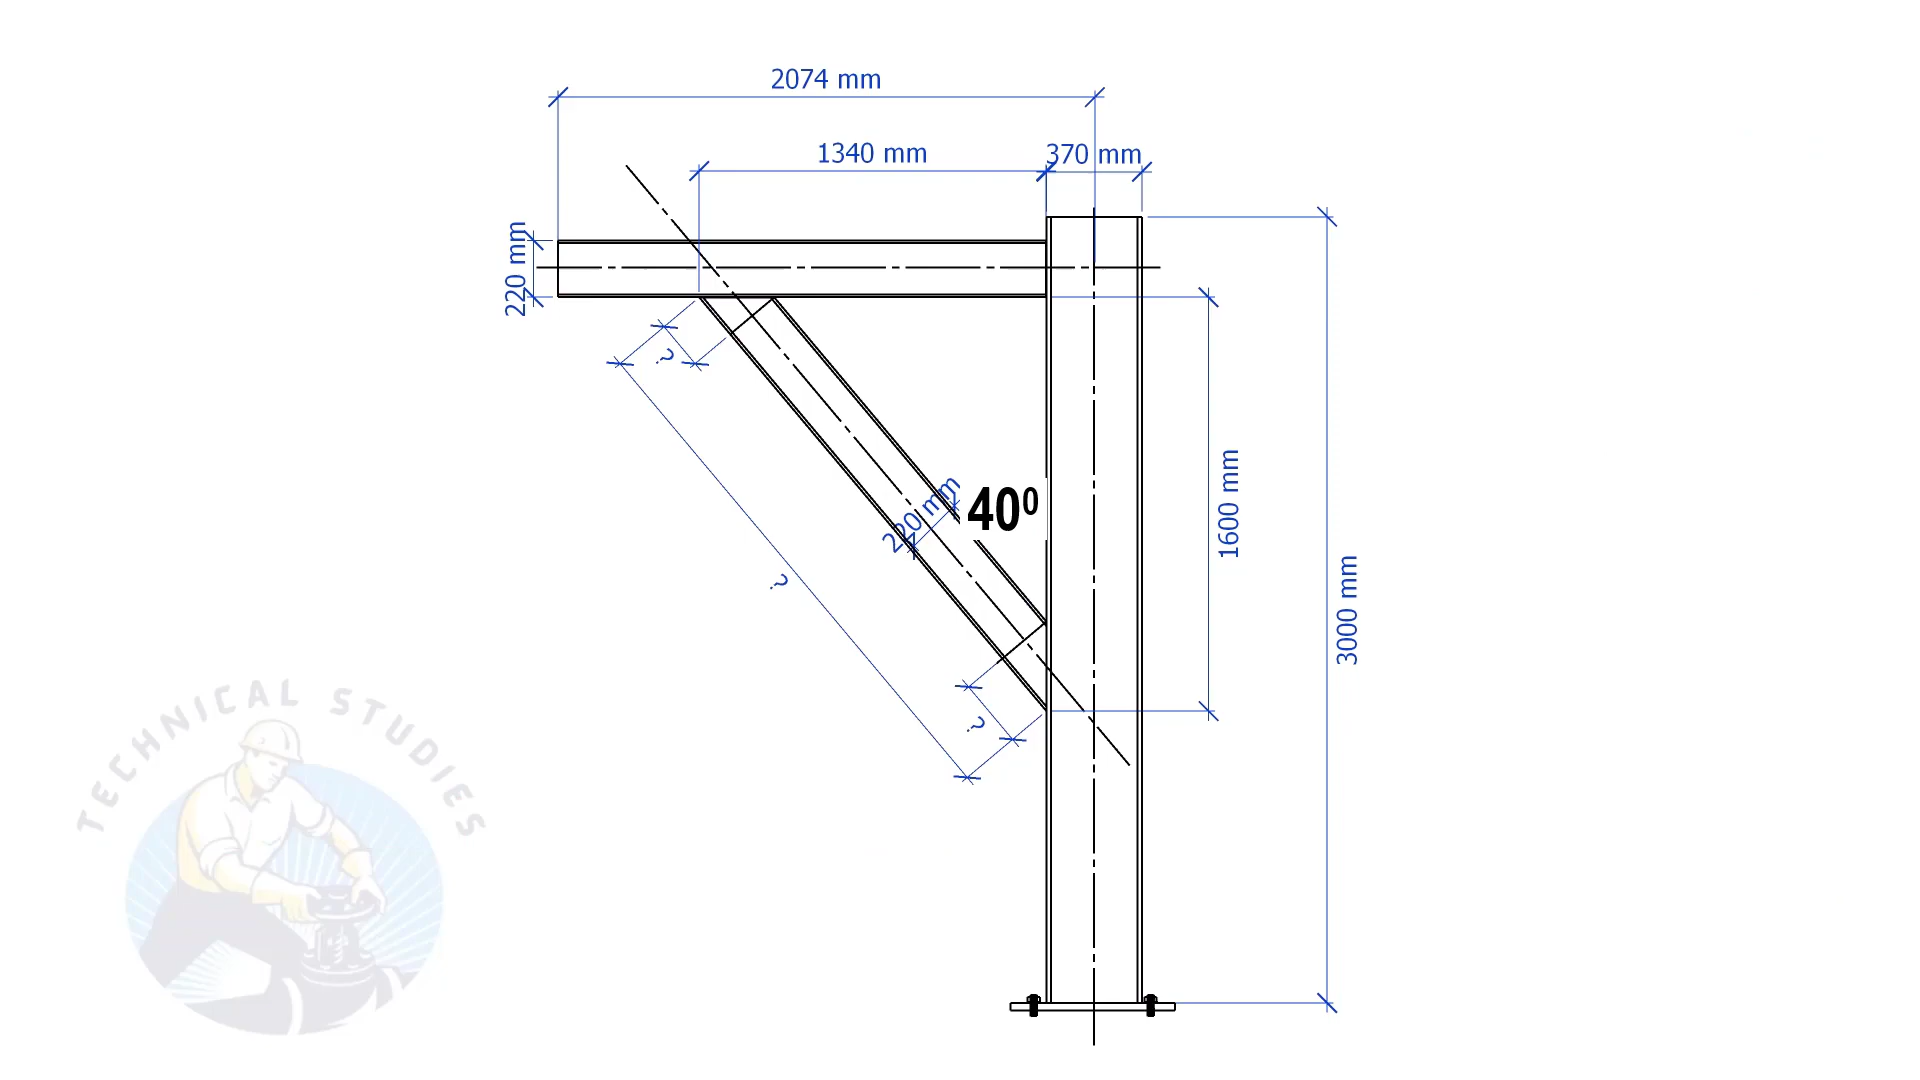 2074 mm
1340 mm
370 mm
220 mm
?
220 mm
40⁰
1600 mm
?
3000 mm
?
TECHNICAL STUDIES